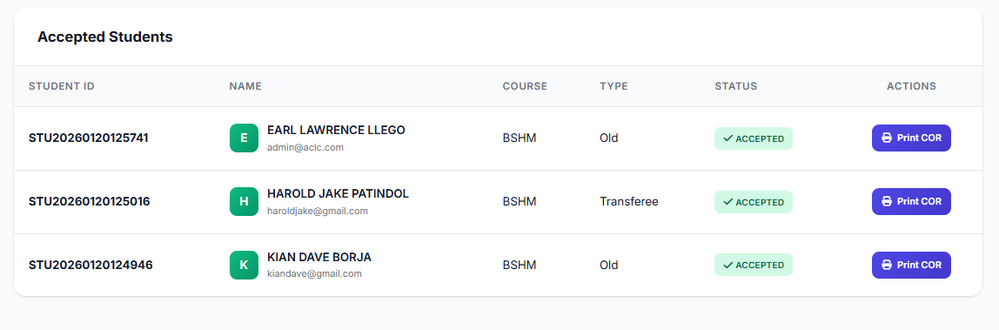 Accepted Students
STUDENT ID NAME COURSE TYPE STATUS ACTIONS
STU20260120125741 E EARL LAWRENCE LLEGO BSHM Old ACCEPTED Print COR
admin@aclc.com
STU20260120125016 H HAROLD JAKE PATINDOL BSHM Transferee ACCEPTED Print COR
haroldjake@gmail.com
STU20260120124946 K KIAN DAVE BORJA BSHM Old ACCEPTED Print COR
kiandave@gmail.com